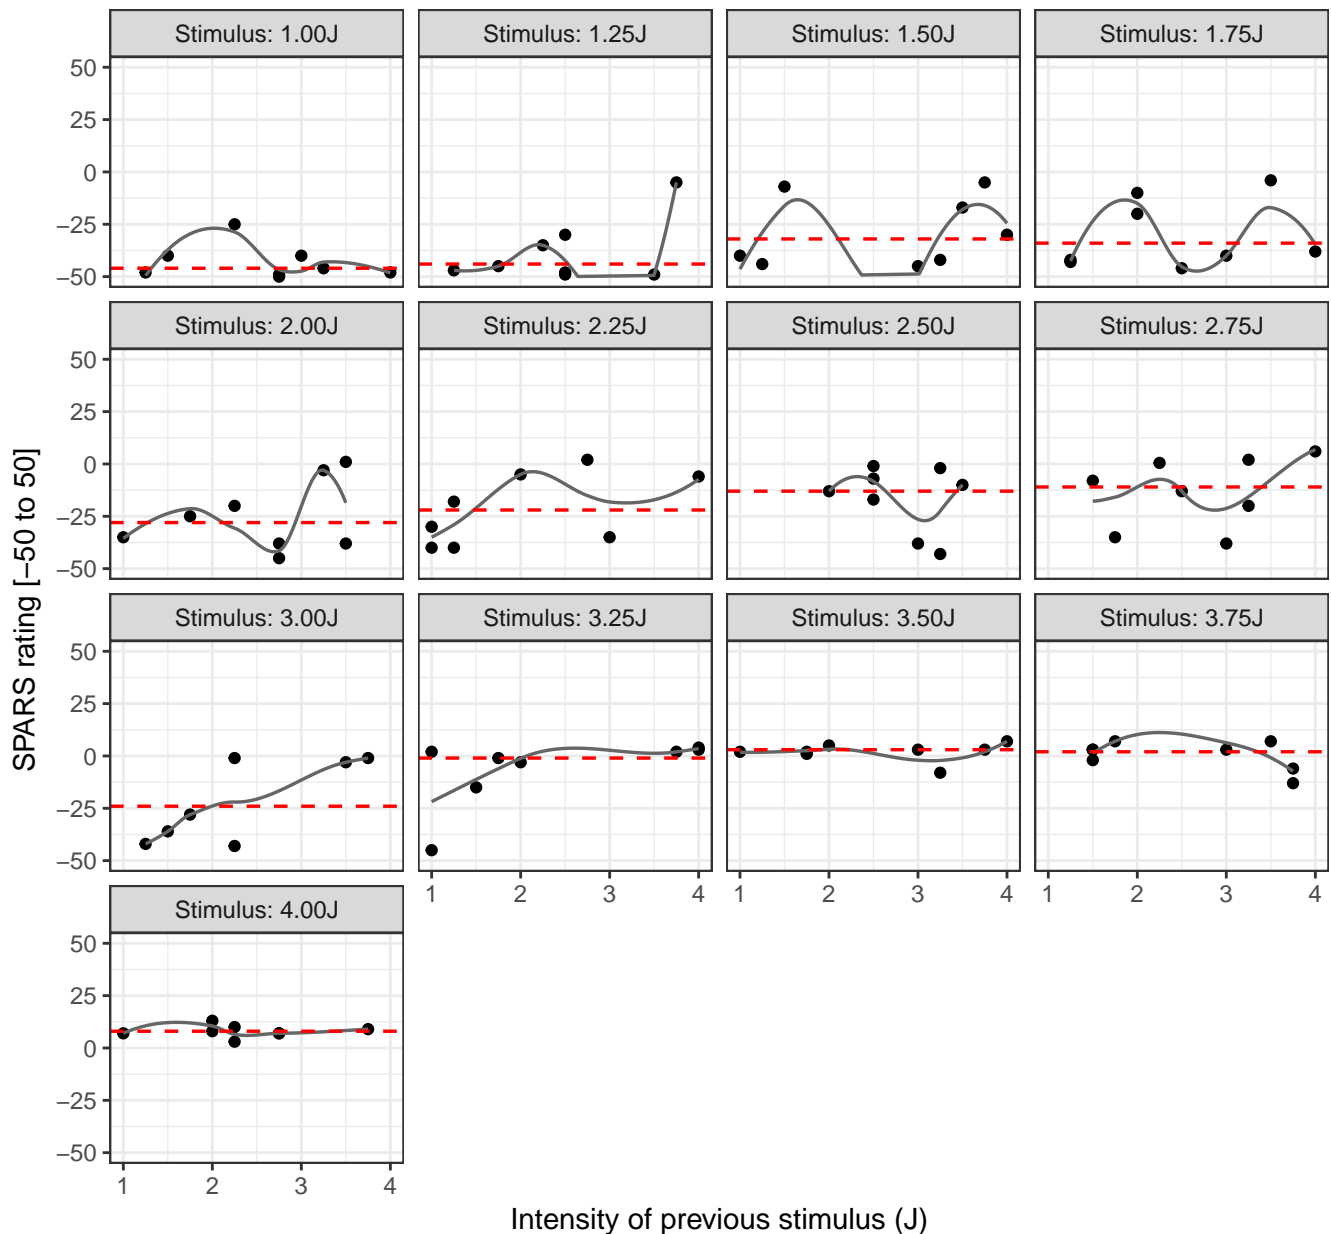 Stimulus: 1.00J
Stimulus: 1.25J
Stimulus: 1.50J
Stimulus: 1.75J
50
25
0
−25
−50
Stimulus: 2.00J
Stimulus: 2.25J
Stimulus: 2.50J
Stimulus: 2.75J
50
25
0
−25
−50
Stimulus: 3.00J
Stimulus: 3.25J
Stimulus: 3.50J
Stimulus: 3.75J
50
25
0
−25
−50
1 2 3 4
1 2 3 4
1 2 3 4
Stimulus: 4.00J
50
25
0
−25
−50
1 2 3 4
SPARS rating [−50 to 50]
Intensity of previous stimulus (J)